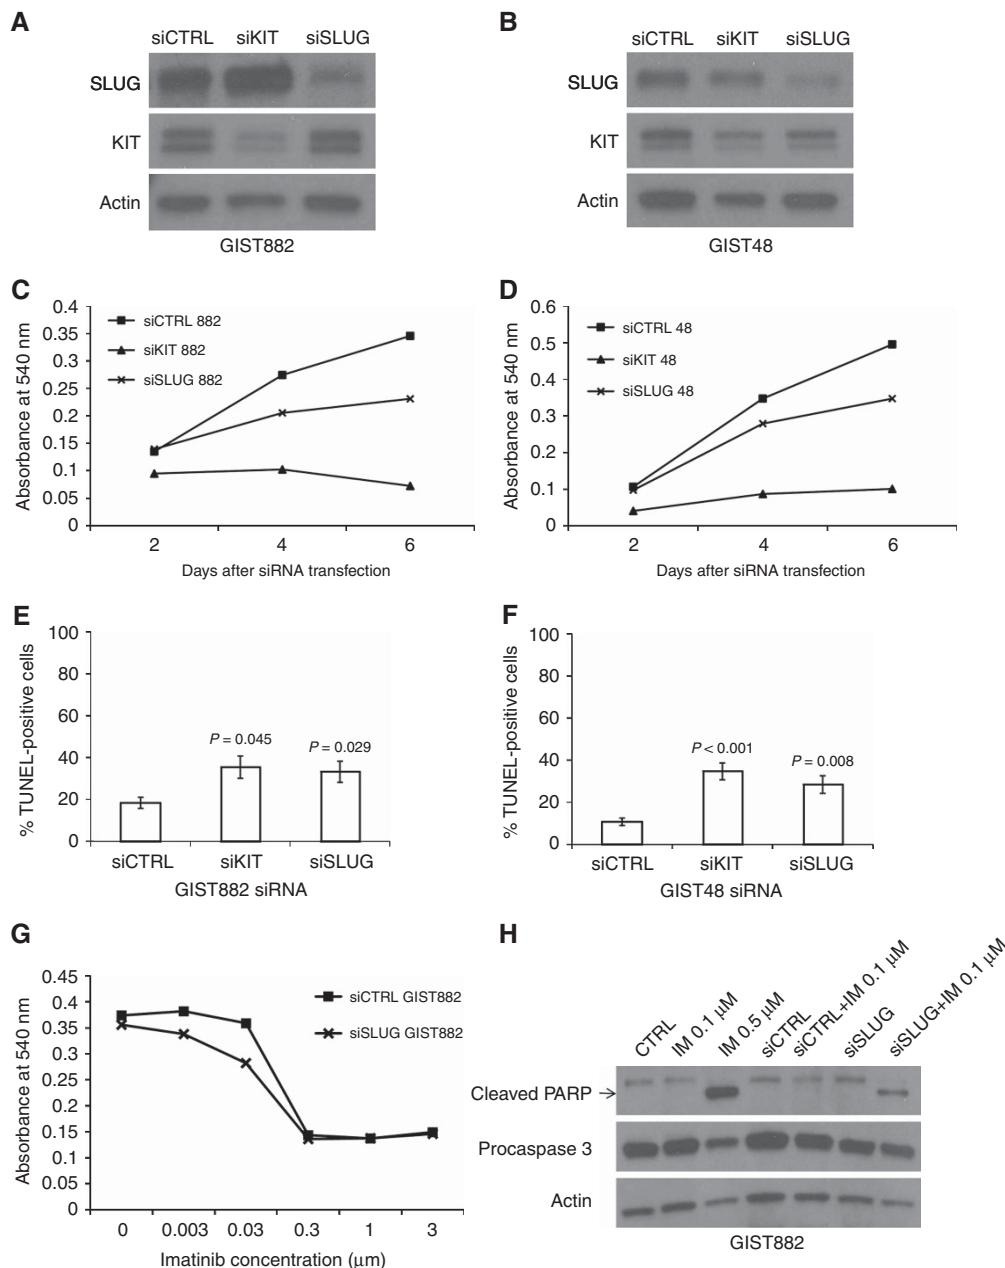 A
siCTRL siKIT siSLUG
SLUG
KIT
Actin
GIST882
B
siCTRL siKIT siSLUG
SLUG
KIT
Actin
GIST48
C
0.4
0.35
0.3
0.25
0.2
0.15
0.1
0.05
0
Absorbance at 540 nm
siCTRL 882
siKIT 882
siSLUG 882
2 4 6
Days after siRNA transfection
D
0.6
0.5
0.4
0.3
0.2
0.1
0
Absorbance at 540 nm
siCTRL 48
siKIT 48
siSLUG 48
2 4 6
Days after siRNA transfection
E
100
80
60
40
20
0
% TUNEL-positive cells
P = 0.045
P = 0.029
siCTRL siKIT siSLUG
GIST882 siRNA
F
100
80
60
40
20
0
% TUNEL-positive cells
P < 0.001
P = 0.008
siCTRL siKIT siSLUG
GIST48 siRNA
G
0.45
0.4
0.35
0.3
0.25
0.2
0.15
0.1
0.05
0
Absorbance at 540 nm
siCTRL GIST882
siSLUG GIST882
0 0.003 0.03 0.3 1 3
Imatinib concentration (μm)
H
CTRL
IM 0.1 μM
IM 0.5 μM
siCTRL
siCTRL+IM 0.1 μM
siSLUG
siSLUG+IM 0.1 μM
Cleaved PARP
Procaspase 3
Actin
GIST882